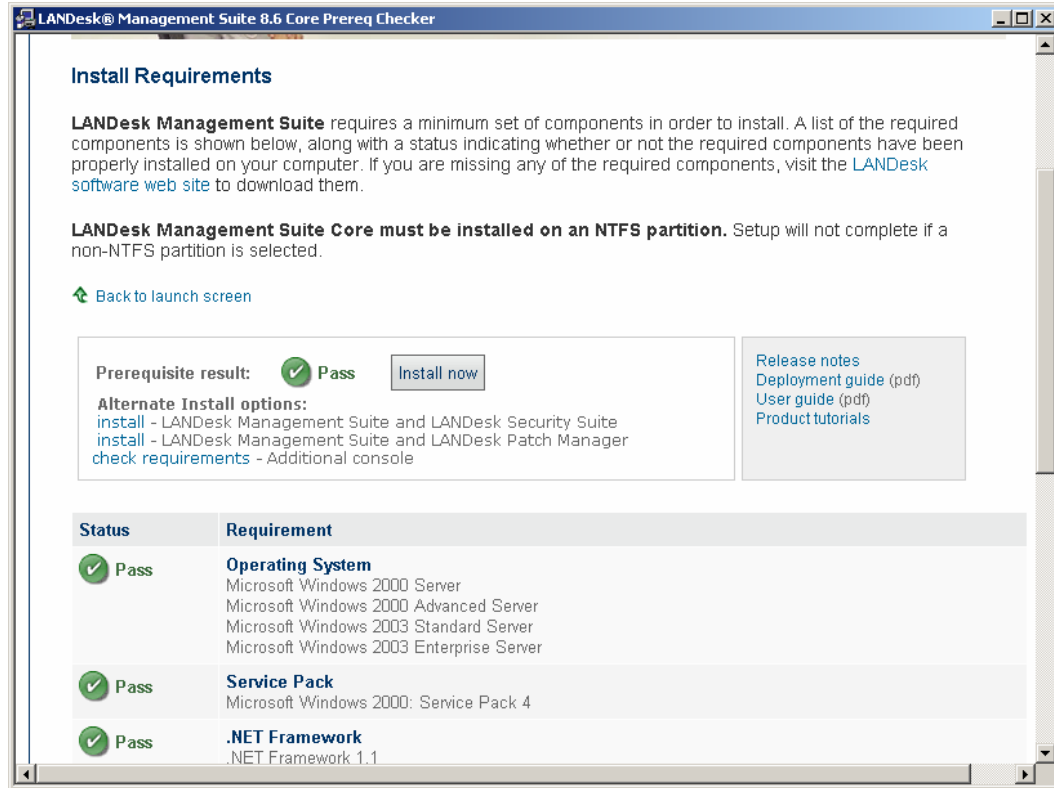 LANDesk® Management Suite 8.6 Core Prereq Checker
Install Requirements
LANDesk Management Suite requires a minimum set of components in order to install. A list of the required
components is shown below, along with a status indicating whether or not the required components have been
properly installed on your computer. If you are missing any of the required components, visit the LANDesk
software web site to download them.
LANDesk Management Suite Core must be installed on an NTFS partition. Setup will not complete if a
non-NTFS partition is selected.
Back to launch screen
Prerequisite result: Pass Install now
Alternate Install options:
install - LANDesk Management Suite and LANDesk Security Suite
install - LANDesk Management Suite and LANDesk Patch Manager
check requirements - Additional console
Release notes
Deployment guide (pdf)
User guide (pdf)
Product tutorials
Status Requirement
Pass Operating System
Microsoft Windows 2000 Server
Microsoft Windows 2000 Advanced Server
Microsoft Windows 2003 Standard Server
Microsoft Windows 2003 Enterprise Server
Pass Service Pack
Microsoft Windows 2000: Service Pack 4
Pass .NET Framework
.NET Framework 1.1